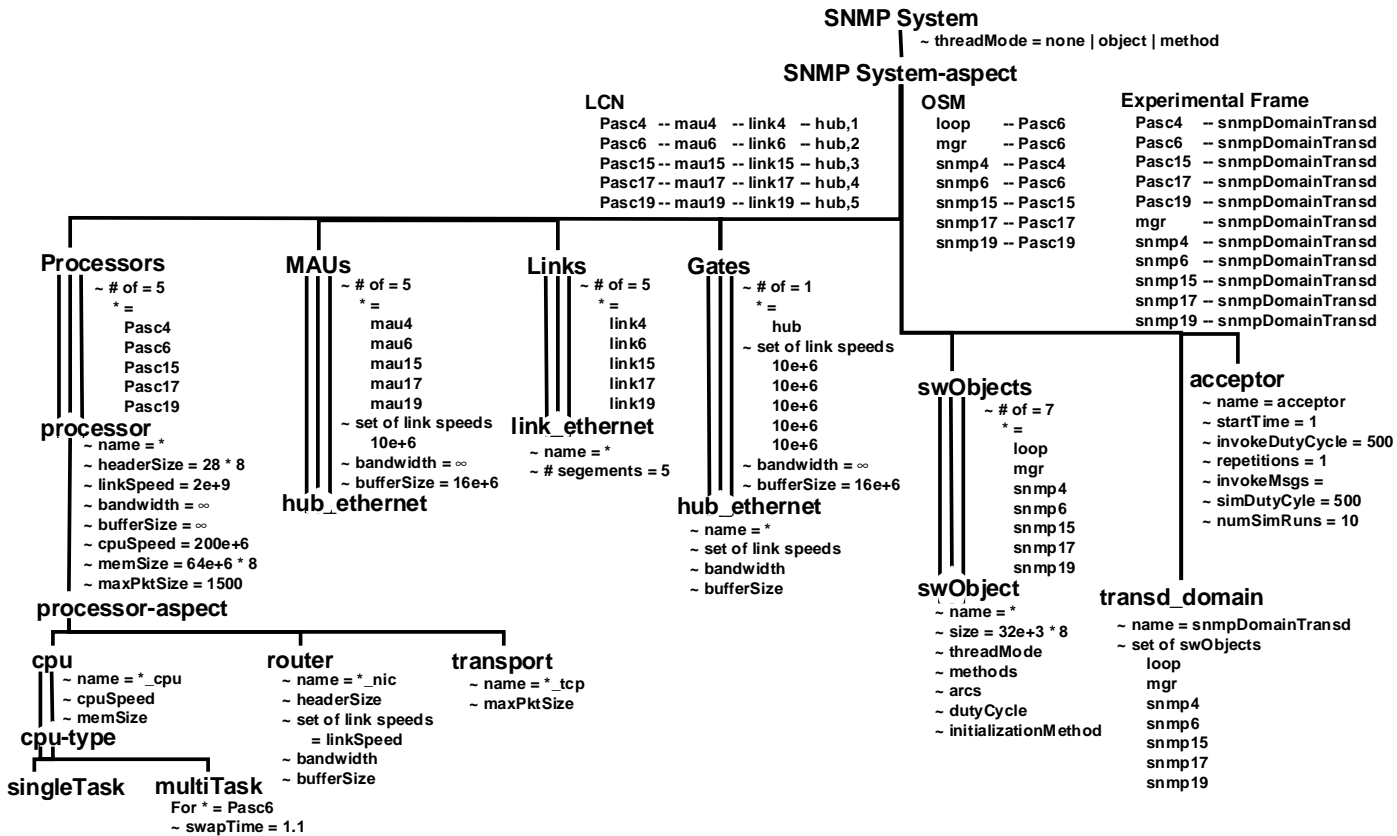 SNMP System
~ threadMode = none | object | method
SNMP System-aspect
LCN
Pasc4 -- mau4 -- link4 -- hub,1
Pasc6 -- mau6 -- link6 -- hub,2
Pasc15 -- mau15 -- link15 -- hub,3
Pasc17 -- mau17 -- link17 -- hub,4
Pasc19 -- mau19 -- link19 -- hub,5
OSM
loop -- Pasc6
mgr -- Pasc6
snmp4 -- Pasc4
snmp6 -- Pasc6
snmp15 -- Pasc15
snmp17 -- Pasc17
snmp19 -- Pasc19
Experimental Frame
Pasc4 -- snmpDomainTransd
Pasc6 -- snmpDomainTransd
Pasc15 -- snmpDomainTransd
Pasc17 -- snmpDomainTransd
Pasc19 -- snmpDomainTransd
mgr -- snmpDomainTransd
snmp4 -- snmpDomainTransd
snmp6 -- snmpDomainTransd
snmp15 -- snmpDomainTransd
snmp17 -- snmpDomainTransd
snmp19 -- snmpDomainTransd
Processors
~ # of = 5
* =
Pasc4
Pasc6
Pasc15
Pasc17
Pasc19
processor
~ name = *
~ headerSize = 28 * 8
~ linkSpeed = 2e+9
~ bandwidth = ∞
~ bufferSize = ∞
~ cpuSpeed = 200e+6
~ memSize = 64e+6 * 8
~ maxPktSize = 1500
processor-aspect
cpu
~ name = *_cpu
~ cpuSpeed
~ memSize
cpu-type
singleTask
multiTask
For * = Pasc6
~ swapTime = 1.1
router
~ name = *_nic
~ headerSize
~ set of link speeds
= linkSpeed
~ bandwidth
~ bufferSize
transport
~ name = *_tcp
~ maxPktSize
MAUs
~ # of = 5
* =
mau4
mau6
mau15
mau17
mau19
~ set of link speeds
10e+6
~ bandwidth = ∞
~ bufferSize = 16e+6
hub_ethernet
Links
~ # of = 5
* =
link4
link6
link15
link17
link19
link_ethernet
~ name = *
~ # segements = 5
Gates
~ # of = 1
* =
hub
~ set of link speeds
10e+6
10e+6
10e+6
10e+6
10e+6
~ bandwidth = ∞
~ bufferSize = 16e+6
hub_ethernet
~ name = *
~ set of link speeds
~ bandwidth
~ bufferSize
swObjects
~ # of = 7
* =
loop
mgr
snmp4
snmp6
snmp15
snmp17
snmp19
swObject
~ name = *
~ size = 32e+3 * 8
~ threadMode
~ methods
~ arcs
~ dutyCycle
~ initializationMethod
transd_domain
~ name = snmpDomainTransd
~ set of swObjects
loop
mgr
snmp4
snmp6
snmp15
snmp17
snmp19
acceptor
~ name = acceptor
~ startTime = 1
~ invokeDutyCycle = 500
~ repetitions = 1
~ invokeMsgs =
~ simDutyCyle = 500
~ numSimRuns = 10